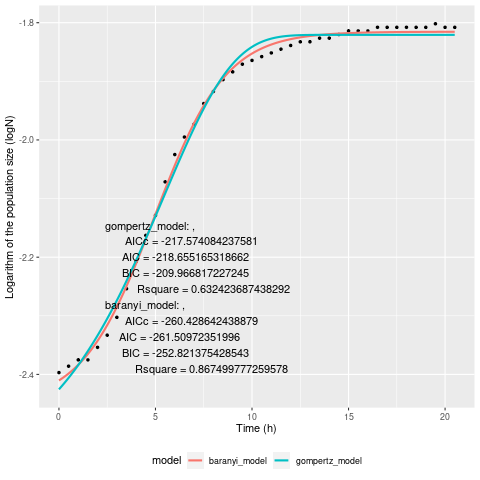 -1.8
-2.0
-2.2
-2.4
Logarithm of the population size (logN)
gompertz_model: ,
AICc = -217.574084237581
AIC = -218.655165318662
BIC = -209.966817227245
Rsquare = 0.632423687438292
baranyi_model: ,
AICc = -260.428642438879
AIC = -261.50972351996
BIC = -252.821375428543
Rsquare = 0.867499777259578
0 5 10 15 20
Time (h)
model baranyi_model gompertz_model